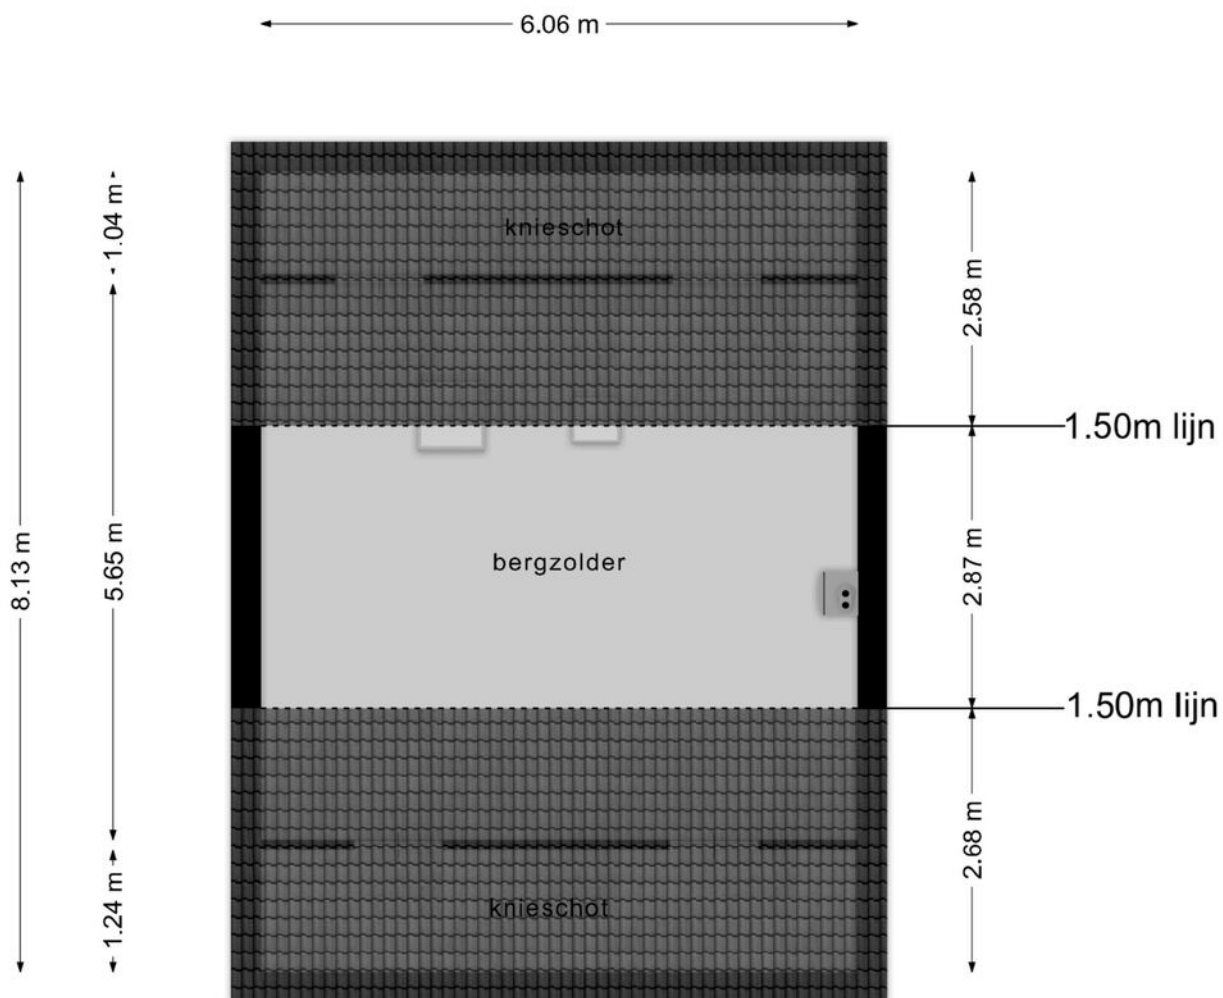 6.06 m
1.04 m
knieschot
2.58 m
1.50m lijn
8.13 m
5.65 m
bergzolder
2.87 m
1.50m lijn
2.68 m
1.24 m
knieschot